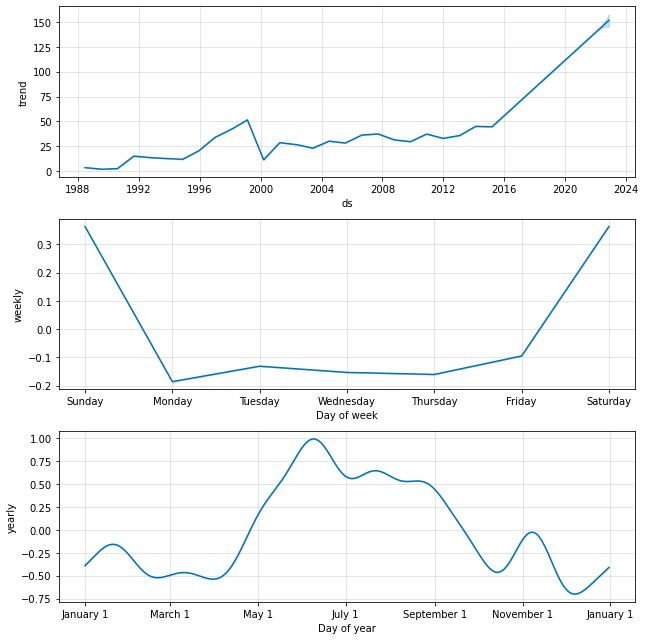 150
125
100
75
50
25
0
trend
1988 1992 1996 2000 2004 2008 2012 2016 2020 2024
ds
0.3
0.2
0.1
0.0
−0.1
−0.2
weekly
Sunday Monday Tuesday Wednesday Thursday Friday Saturday
Day of week
1.00
0.75
0.50
0.25
0.00
−0.25
−0.50
−0.75
yearly
January 1 March 1 May 1 July 1 September 1 November 1 January 1
Day of year